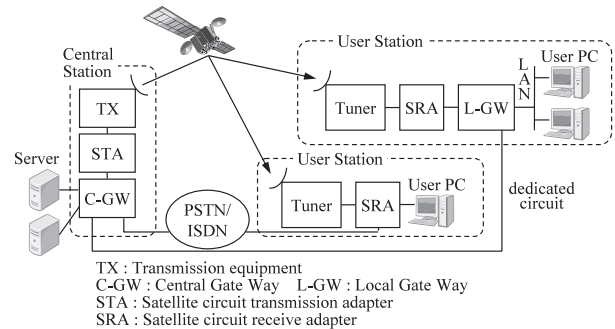 Central
Station
TX
STA
C-GW
Server
PSTN/
ISDN
User Station
Tuner
SRA
L-GW
LAN
User PC
User Station
Tuner
SRA
User PC
dedicated
circuit
TX : Transmission equipment
C-GW : Central Gate Way L-GW : Local Gate Way
STA : Satellite circuit transmission adapter
SRA : Satellite circuit receive adapter